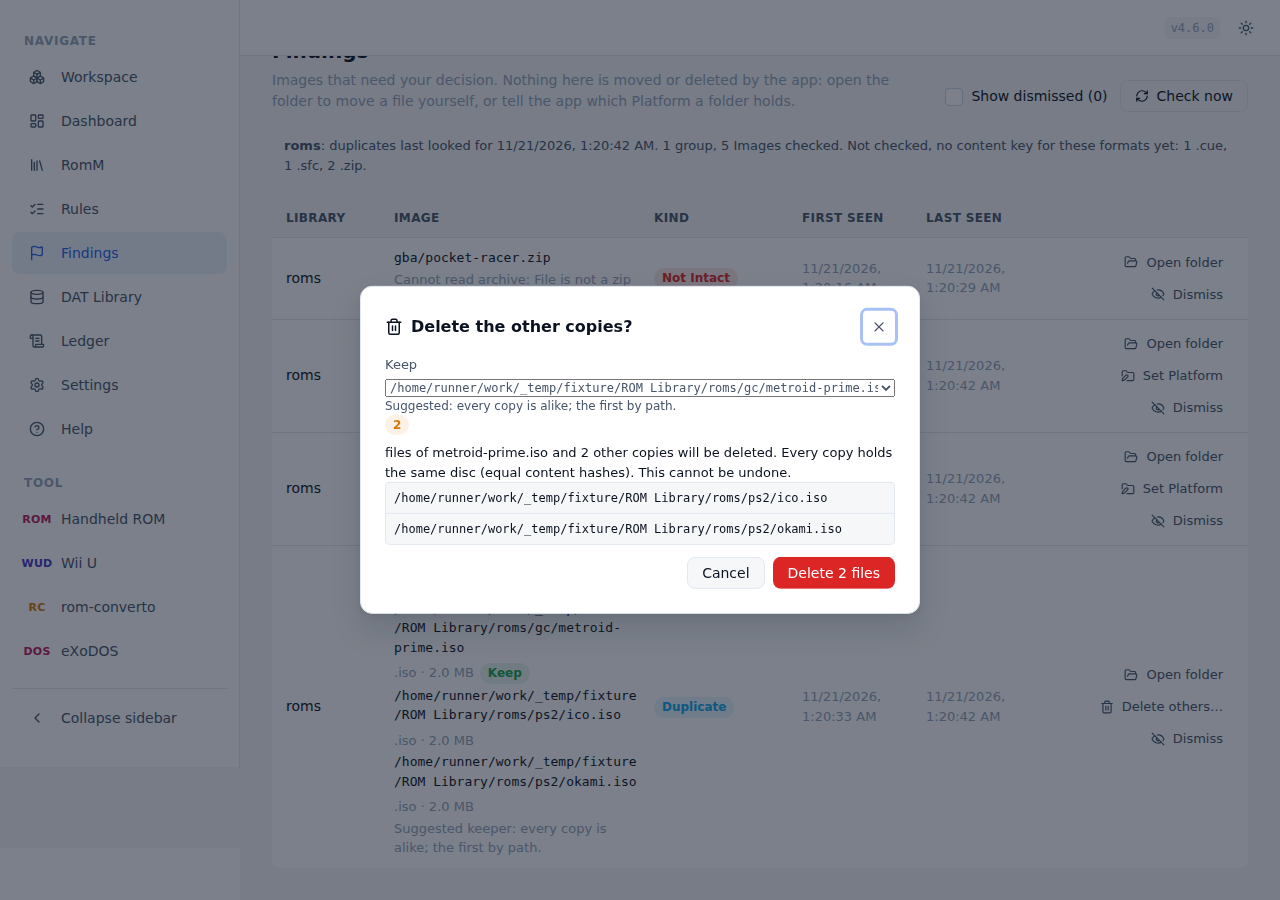 NAVIGATE
Workspace
Dashboard
RomM
Rules
Findings
DAT Library
Ledger
Settings
Help
TOOL
ROM Handheld ROM
WUD Wii U
RC rom-converto
DOS eXoDOS
Collapse sidebar
v4.6.0
Findings
Images that need your decision. Nothing here is moved or deleted by the app: open the
folder to move a file yourself, or tell the app which Platform a folder holds.
Show dismissed (0)
Check now
roms: duplicates last looked for 11/21/2026, 1:20:42 AM. 1 group, 5 Images checked. Not checked, no content key for these formats yet: 1 .cue,
1 .sfc, 2 .zip.
LIBRARY IMAGE KIND FIRST SEEN LAST SEEN
roms
gba/pocket-racer.zip
Cannot read archive: File is not a zip
Not Intact
11/21/2026,
11/21/2026,
1:20:29 AM
Open folder
Dismiss
roms
11/21/2026,
1:20:42 AM
Open folder
Set Platform
Dismiss
roms
11/21/2026,
1:20:42 AM
Open folder
Set Platform
Dismiss
Delete the other copies?
Keep
/home/runner/work/_temp/fixture/ROM Library/roms/gc/metroid-prime.is
Suggested: every copy is alike; the first by path.
2
files of metroid-prime.iso and 2 other copies will be deleted. Every copy holds
the same disc (equal content hashes). This cannot be undone.
/home/runner/work/_temp/fixture/ROM Library/roms/ps2/ico.iso
/home/runner/work/_temp/fixture/ROM Library/roms/ps2/okami.iso
Cancel
Delete 2 files
roms
/ROM Library/roms/gc/metroid-
prime.iso
.iso · 2.0 MB Keep
/home/runner/work/_temp/fixture
/ROM Library/roms/ps2/ico.iso
.iso · 2.0 MB
/home/runner/work/_temp/fixture
/ROM Library/roms/ps2/okami.iso
.iso · 2.0 MB
Suggested keeper: every copy is
alike; the first by path.
Duplicate
11/21/2026,
1:20:33 AM
11/21/2026,
1:20:42 AM
Open folder
Delete others…
Dismiss